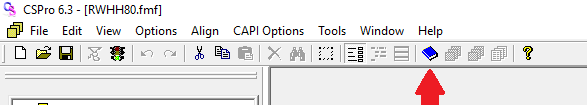 CSPro 6.3 - [RWHH80.fmf]
File Edit View Options Align CAPI Options Tools Window Help